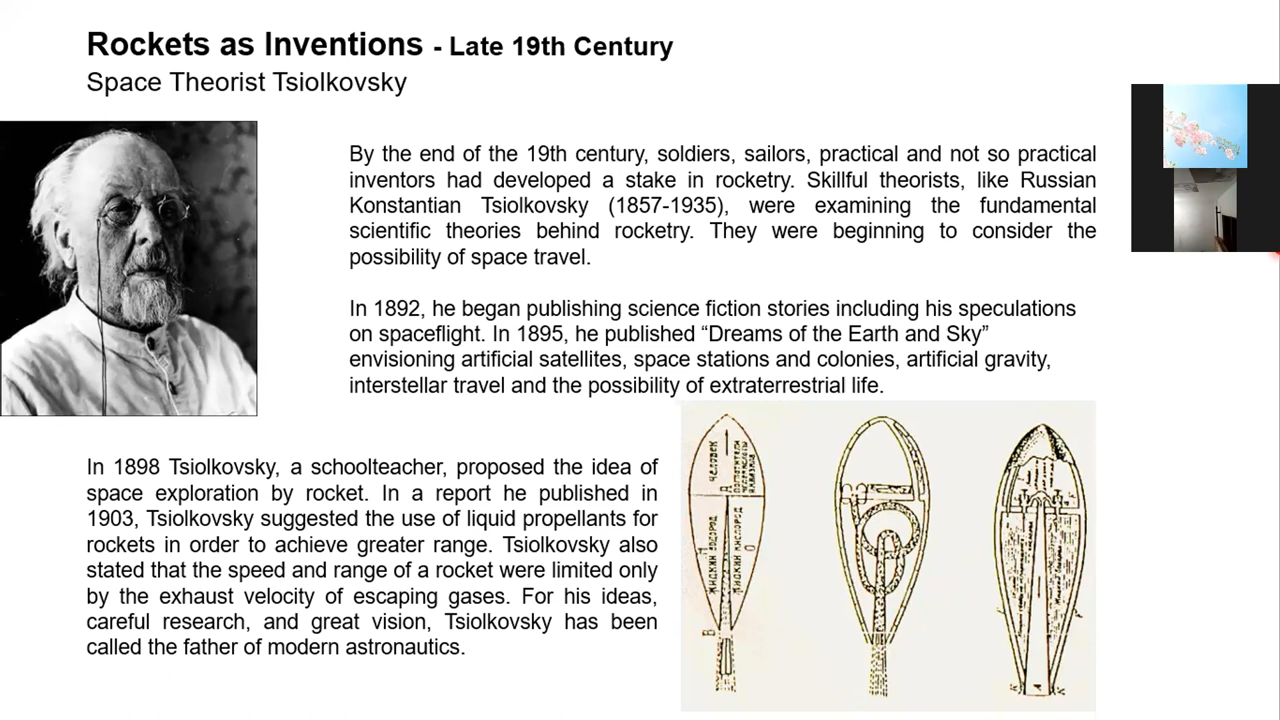 Rockets as Inventions - Late 19th Century
Space Theorist Tsiolkovsky
By the end of the 19th century, soldiers, sailors, practical and not so practical
inventors had developed a stake in rocketry. Skillful theorists, like Russian
Konstantian Tsiolkovsky (1857-1935), were examining the fundamental
scientific theories behind rocketry. They were beginning to consider the
possibility of space travel.
In 1892, he began publishing science fiction stories including his speculations
on spaceflight. In 1895, he published “Dreams of the Earth and Sky”
envisioning artificial satellites, space stations and colonies, artificial gravity,
interstellar travel and the possibility of extraterrestrial life.
In 1898 Tsiolkovsky, a schoolteacher, proposed the idea of
space exploration by rocket. In a report he published in
1903, Tsiolkovsky suggested the use of liquid propellants for
rockets in order to achieve greater range. Tsiolkovsky also
stated that the speed and range of a rocket were limited only
by the exhaust velocity of escaping gases. For his ideas,
careful research, and great vision, Tsiolkovsky has been
called the father of modern astronautics.
Человек
Жидкий водород
Жидкий кислород